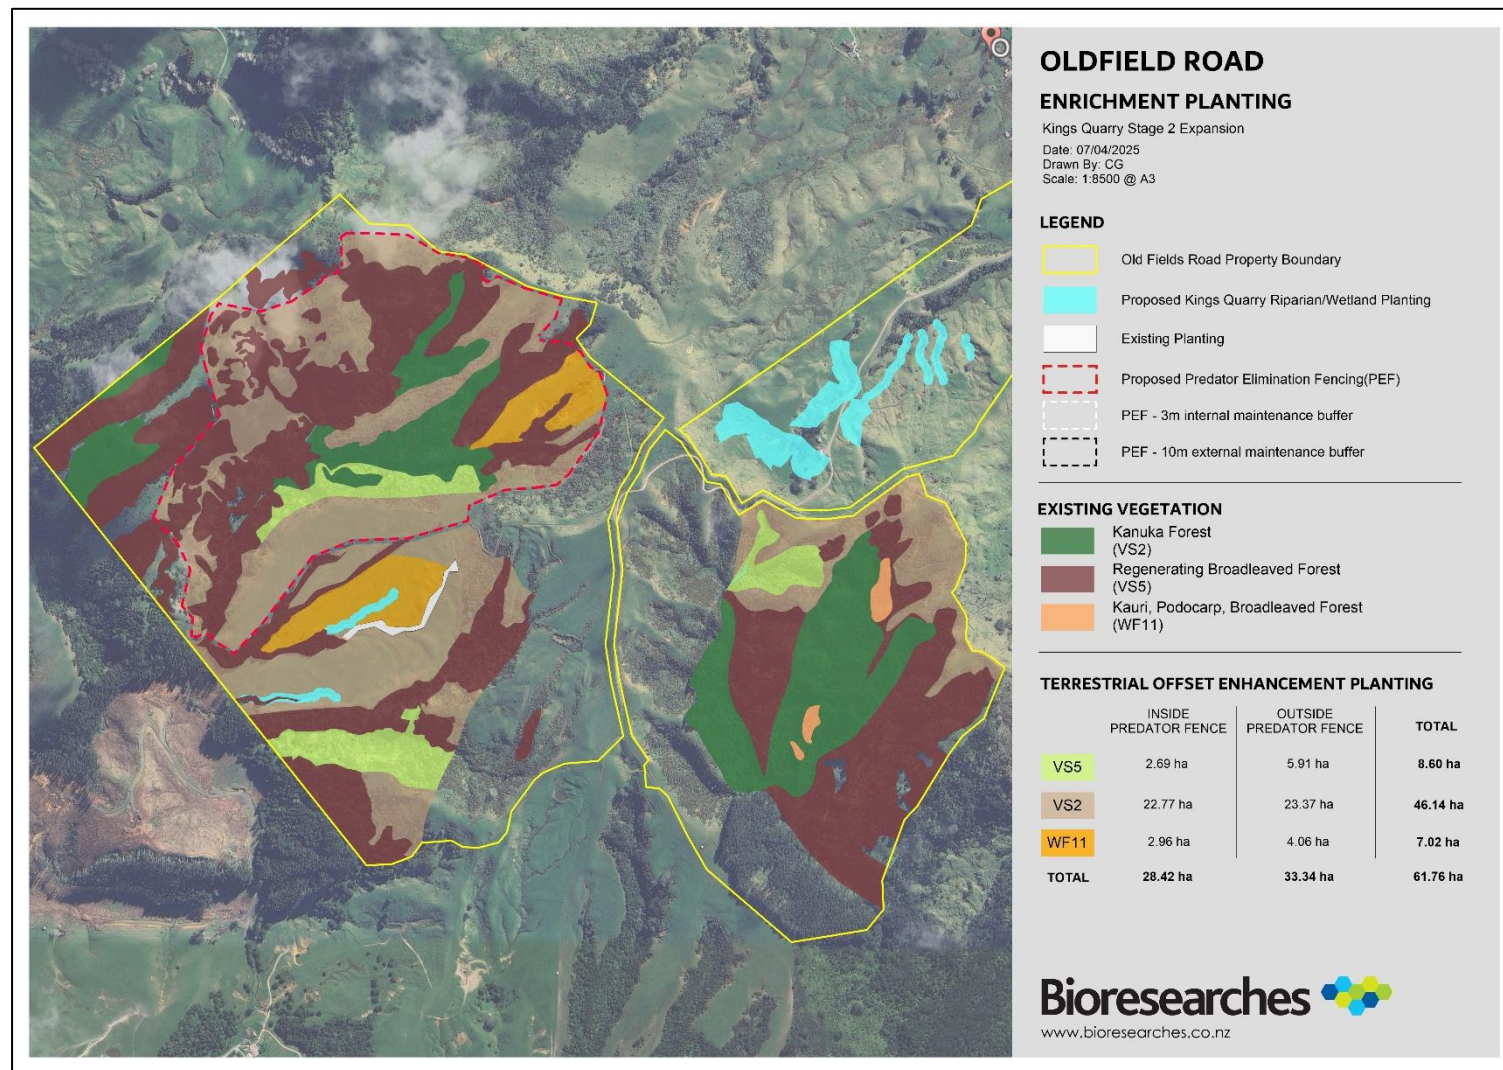 OLDFIELD ROAD
ENRICHMENT PLANTING
Kings Quarry Stage 2 Expansion
Date: 07/04/2025
Drawn By: CG
Scale: 1:8500 @ A3
LEGEND
Old Fields Road Property Boundary
Proposed Kings Quarry Riparian/Wetland Planting
Existing Planting
Proposed Predator Elimination Fencing(PEF)
PEF - 3m internal maintenance buffer
PEF - 10m external maintenance buffer
EXISTING VEGETATION
Kanuka Forest
(VS2)
Regenerating Broadleaved Forest
(VS5)
Kauri, Podocarp, Broadleaved Forest
(WF11)
TERRESTRIAL OFFSET ENHANCEMENT PLANTING
INSIDE PREDATOR FENCE OUTSIDE PREDATOR FENCE TOTAL
VS5 2.69 ha 5.91 ha 8.60 ha
VS2 22.77 ha 23.37 ha 46.14 ha
WF11 2.96 ha 4.06 ha 7.02 ha
TOTAL 28.42 ha 33.34 ha 61.76 ha
Bioresearches
www.bioresearches.co.nz